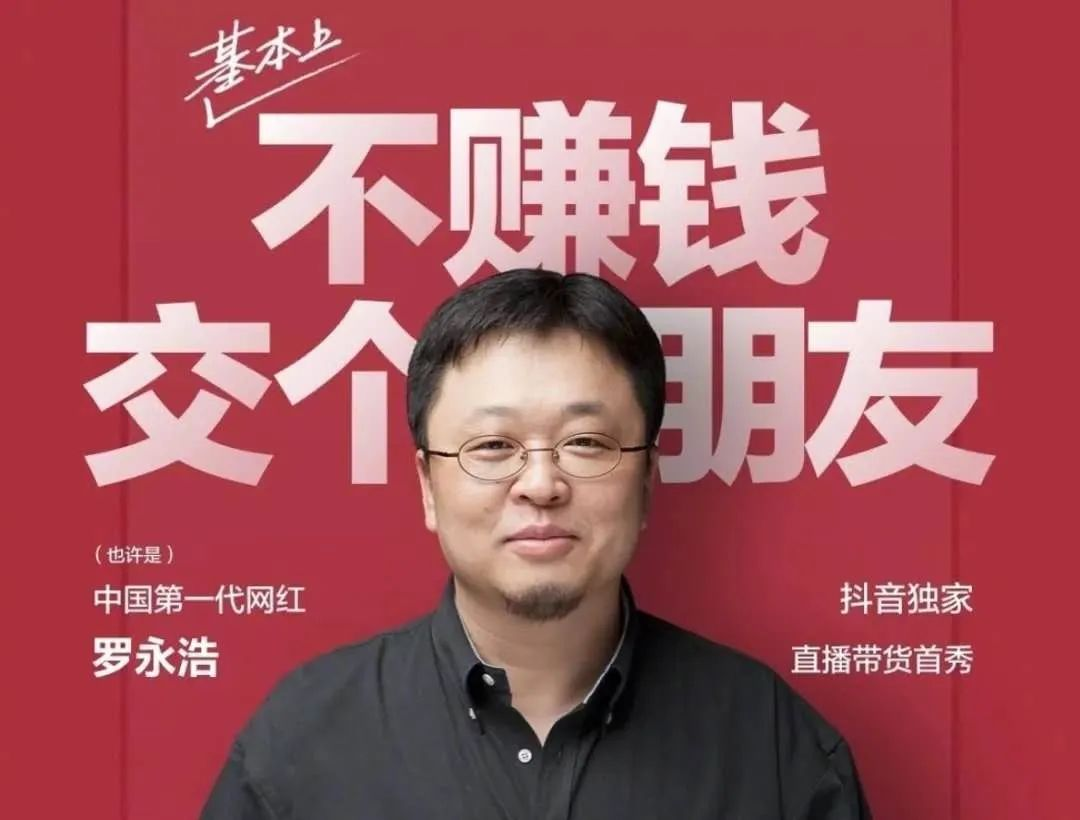 基本上
不赚钱
交个朋友
（也许是）
中国第一代网红
罗永浩
抖音独家
直播带货首秀